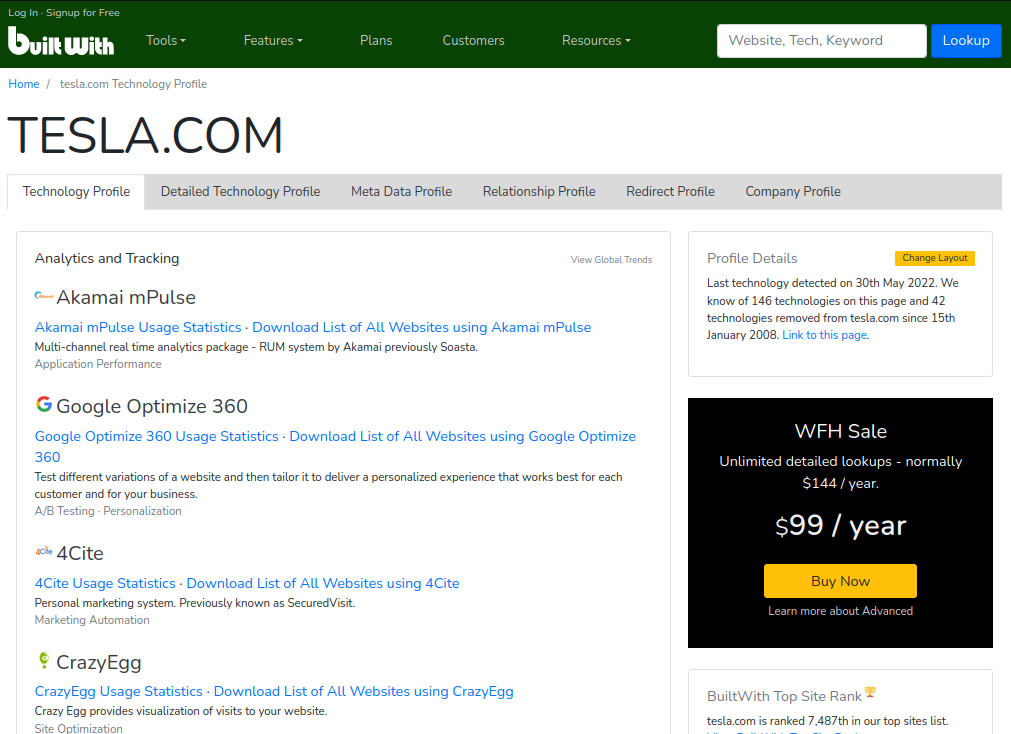 Log In · Signup for Free
built with
Tools
Features
Plans
Customers
Resources
Website, Tech, Keyword
Lookup
Home / tesla.com Technology Profile
TESLA.COM
Technology Profile
Detailed Technology Profile
Meta Data Profile
Relationship Profile
Redirect Profile
Company Profile
Analytics and Tracking
View Global Trends
Akamai mPulse
Akamai mPulse Usage Statistics · Download List of All Websites using Akamai mPulse
Multi-channel real time analytics package - RUM system by Akamai previously Soasta.
Application Performance
Google Optimize 360
Google Optimize 360 Usage Statistics · Download List of All Websites using Google Optimize
360
Test different variations of a website and then tailor it to deliver a personalized experience that works best for each
customer and for your business.
A/B Testing · Personalization
4Cite
4Cite
4Cite Usage Statistics · Download List of All Websites using 4Cite
Personal marketing system. Previously known as SecuredVisit.
Marketing Automation
CrazyEgg
CrazyEgg Usage Statistics · Download List of All Websites using CrazyEgg
Crazy Egg provides visualization of visits to your website.
Site Optimization
Profile Details
Change Layout
Last technology detected on 30th May 2022. We
know of 146 technologies on this page and 42
technologies removed from tesla.com since 15th
January 2008. Link to this page.
WFH Sale
Unlimited detailed lookups - normally
$144 / year.
$99 / year
Buy Now
Learn more about Advanced
BuiltWith Top Site Rank
tesla.com is ranked 7,487th in our top sites list.